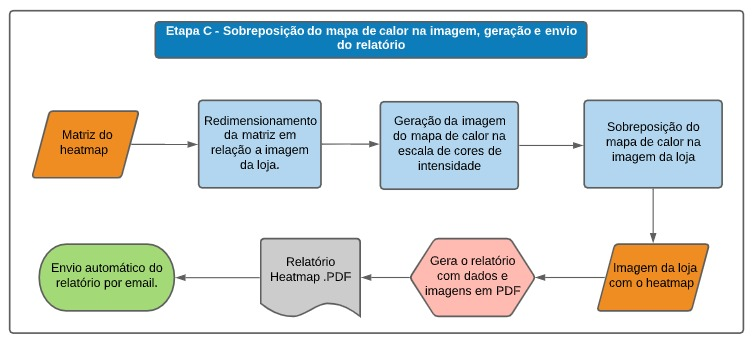 Etapa C - Sobreposição do mapa de calor na imagem, geração e envio
do relatório
Matriz do
heatmap
Redimensionamento
da matriz em
relação a imagem
da loja.
Geração da imagem
do mapa de calor na
escala de cores de
intensidade
Sobreposição do
mapa de calor na
imagem da loja
Imagem da loja
com o heatmap
Gera o relatório
com dados e
imagens em PDF
Relatório
Heatmap .PDF
Envio automático do
relatório por email.